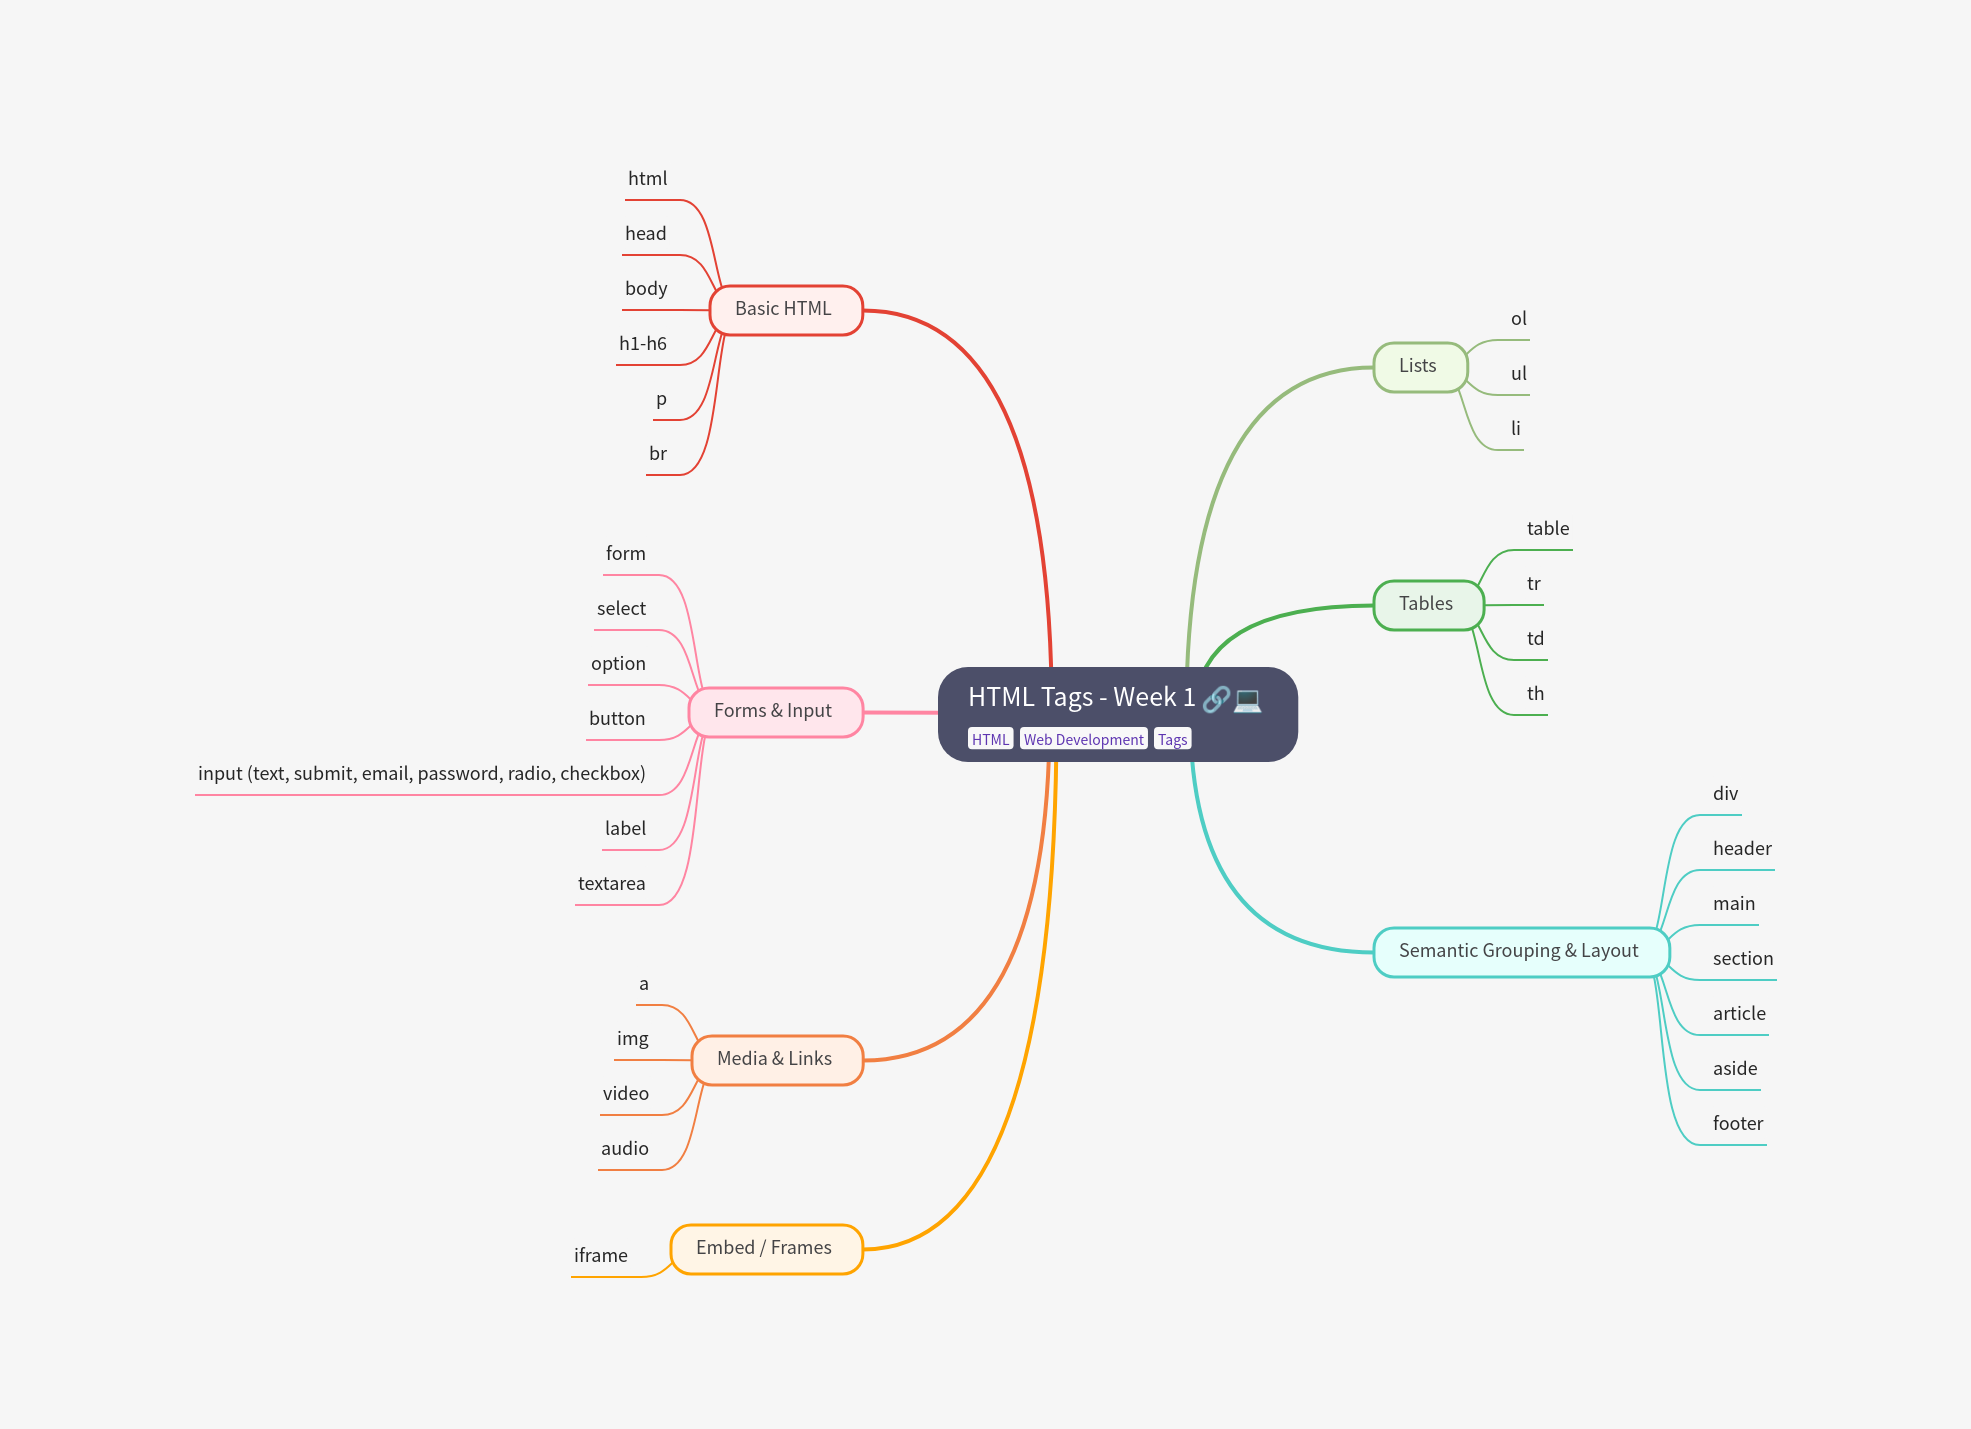 HTML Tags - Week 1 🔗💻
HTML Web Development Tags
Basic HTML
html
head
body
h1-h6
p
br
Forms & Input
form
select
option
button
input (text, submit, email, password, radio, checkbox)
label
textarea
Media & Links
a
img
video
audio
Embed / Frames
iframe
Lists
ol
ul
li
Tables
table
tr
td
th
Semantic Grouping & Layout
div
header
main
section
article
aside
footer